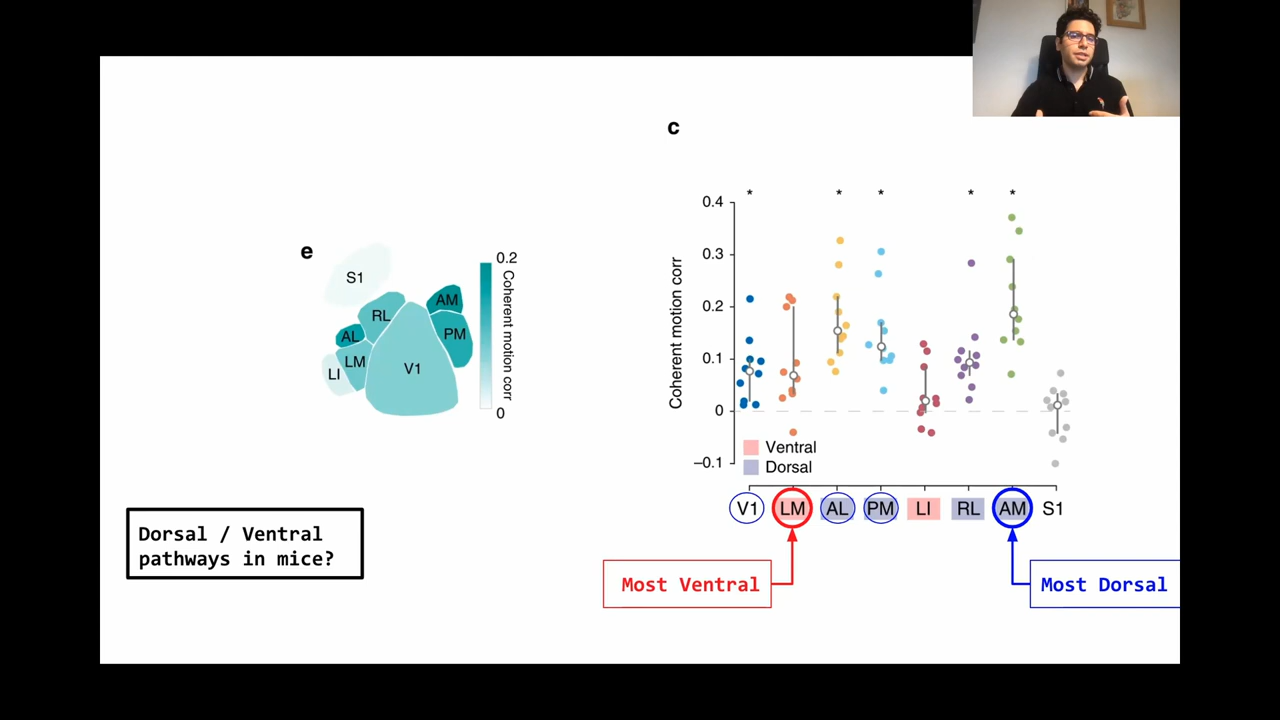 e
S1
RL
AM
AL
PM
LM
LI
V1
0.2
Coherent motion corr
0
Dorsal / Ventral
pathways in mice?
c
* * * * *
Coherent motion corr
0.4
0.3
0.2
0.1
0
–0.1
Ventral
Dorsal
V1 LM AL PM LI RL AM S1
Most Ventral
Most Dorsal